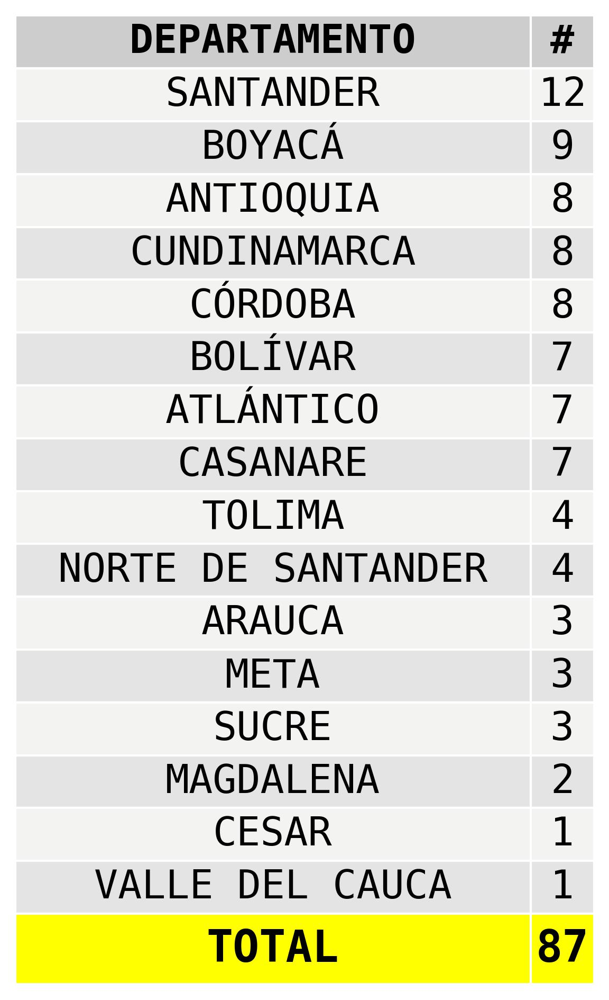 DEPARTAMENTO #
SANTANDER 12
BOYACÁ 9
ANTIOQUIA 8
CUNDINAMARCA 8
CÓRDOBA 8
BOLÍVAR 7
ATLÁNTICO 7
CASANARE 7
TOLIMA 4
NORTE DE SANTANDER 4
ARAUCA 3
META 3
SUCRE 3
MAGDALENA 2
CESAR 1
VALLE DEL CAUCA 1
TOTAL 87